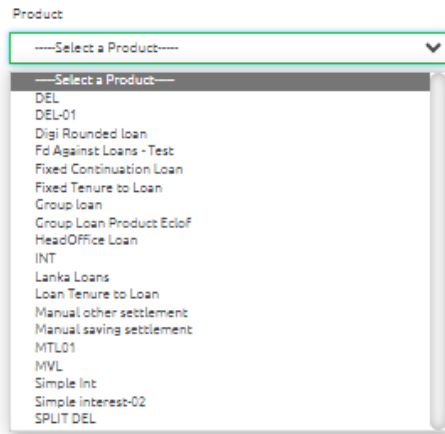 Product
-----Select a Product-----
-----Select a Product-----
DEL
DEL-01
Digi Rounded loan
Fd Against Loans - Test
Fixed Continuation Loan
Fixed Tenure to Loan
Group loan
Group Loan Product Eclof
HeadOffice Loan
INT
Lanka Loans
Loan Tenure to Loan
Manual other settlement
Manual saving settlement
MTL01
MVL
Simple Int
Simple interest-02
SPLIT DEL